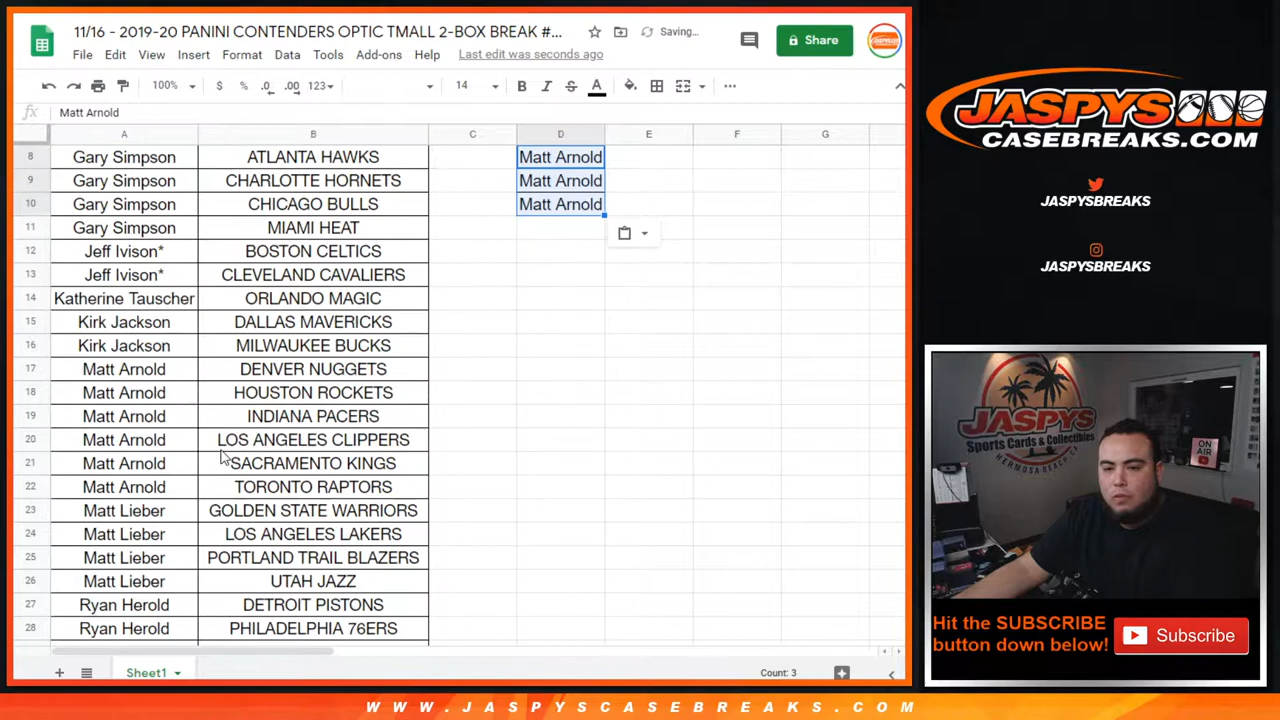 11/16 - 2019-20 PANINI CONTENDERS OPTIC TMALL 2-BOX BREAK #...
Saving...
File Edit View Insert Format Data Tools Add-ons Help Last edit was seconds ago
Share
100% $ % .0 .00 123 14 B I S A
fx Matt Arnold
A B C D E F G
8 Gary Simpson ATLANTA HAWKS Matt Arnold
9 Gary Simpson CHARLOTTE HORNETS Matt Arnold
10 Gary Simpson CHICAGO BULLS Matt Arnold
11 Gary Simpson MIAMI HEAT
12 Jeff Ivison* BOSTON CELTICS
13 Jeff Ivison* CLEVELAND CAVALIERS
14 Katherine Tauscher ORLANDO MAGIC
15 Kirk Jackson DALLAS MAVERICKS
16 Kirk Jackson MILWAUKEE BUCKS
17 Matt Arnold DENVER NUGGETS
18 Matt Arnold HOUSTON ROCKETS
19 Matt Arnold INDIANA PACERS
20 Matt Arnold LOS ANGELES CLIPPERS
21 Matt Arnold SACRAMENTO KINGS
22 Matt Arnold TORONTO RAPTORS
23 Matt Lieber GOLDEN STATE WARRIORS
24 Matt Lieber LOS ANGELES LAKERS
25 Matt Lieber PORTLAND TRAIL BLAZERS
26 Matt Lieber UTAH JAZZ
27 Ryan Herold DETROIT PISTONS
28 Ryan Herold PHILADELPHIA 76ERS
Sheet1
Count: 3
JASPYS
CASEBREAKS.COM
JASPYSBREAKS
JASPYSBREAKS
JASPYS
Sports Cards & Collectibles
HERMOSA BEACH CA
ON AIR
Hit the SUBSCRIBE
button down below!
Subscribe
WWW.JASPYSCASEBREAKS.COM